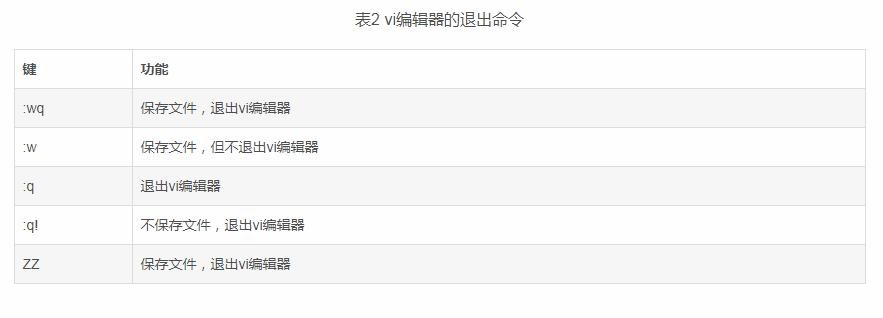 表2 vi编辑器的退出命令
键 功能
:wq 保存文件，退出vi编辑器
:w 保存文件，但不退出vi编辑器
:q 退出vi编辑器
:q! 不保存文件，退出vi编辑器
ZZ 保存文件，退出vi编辑器